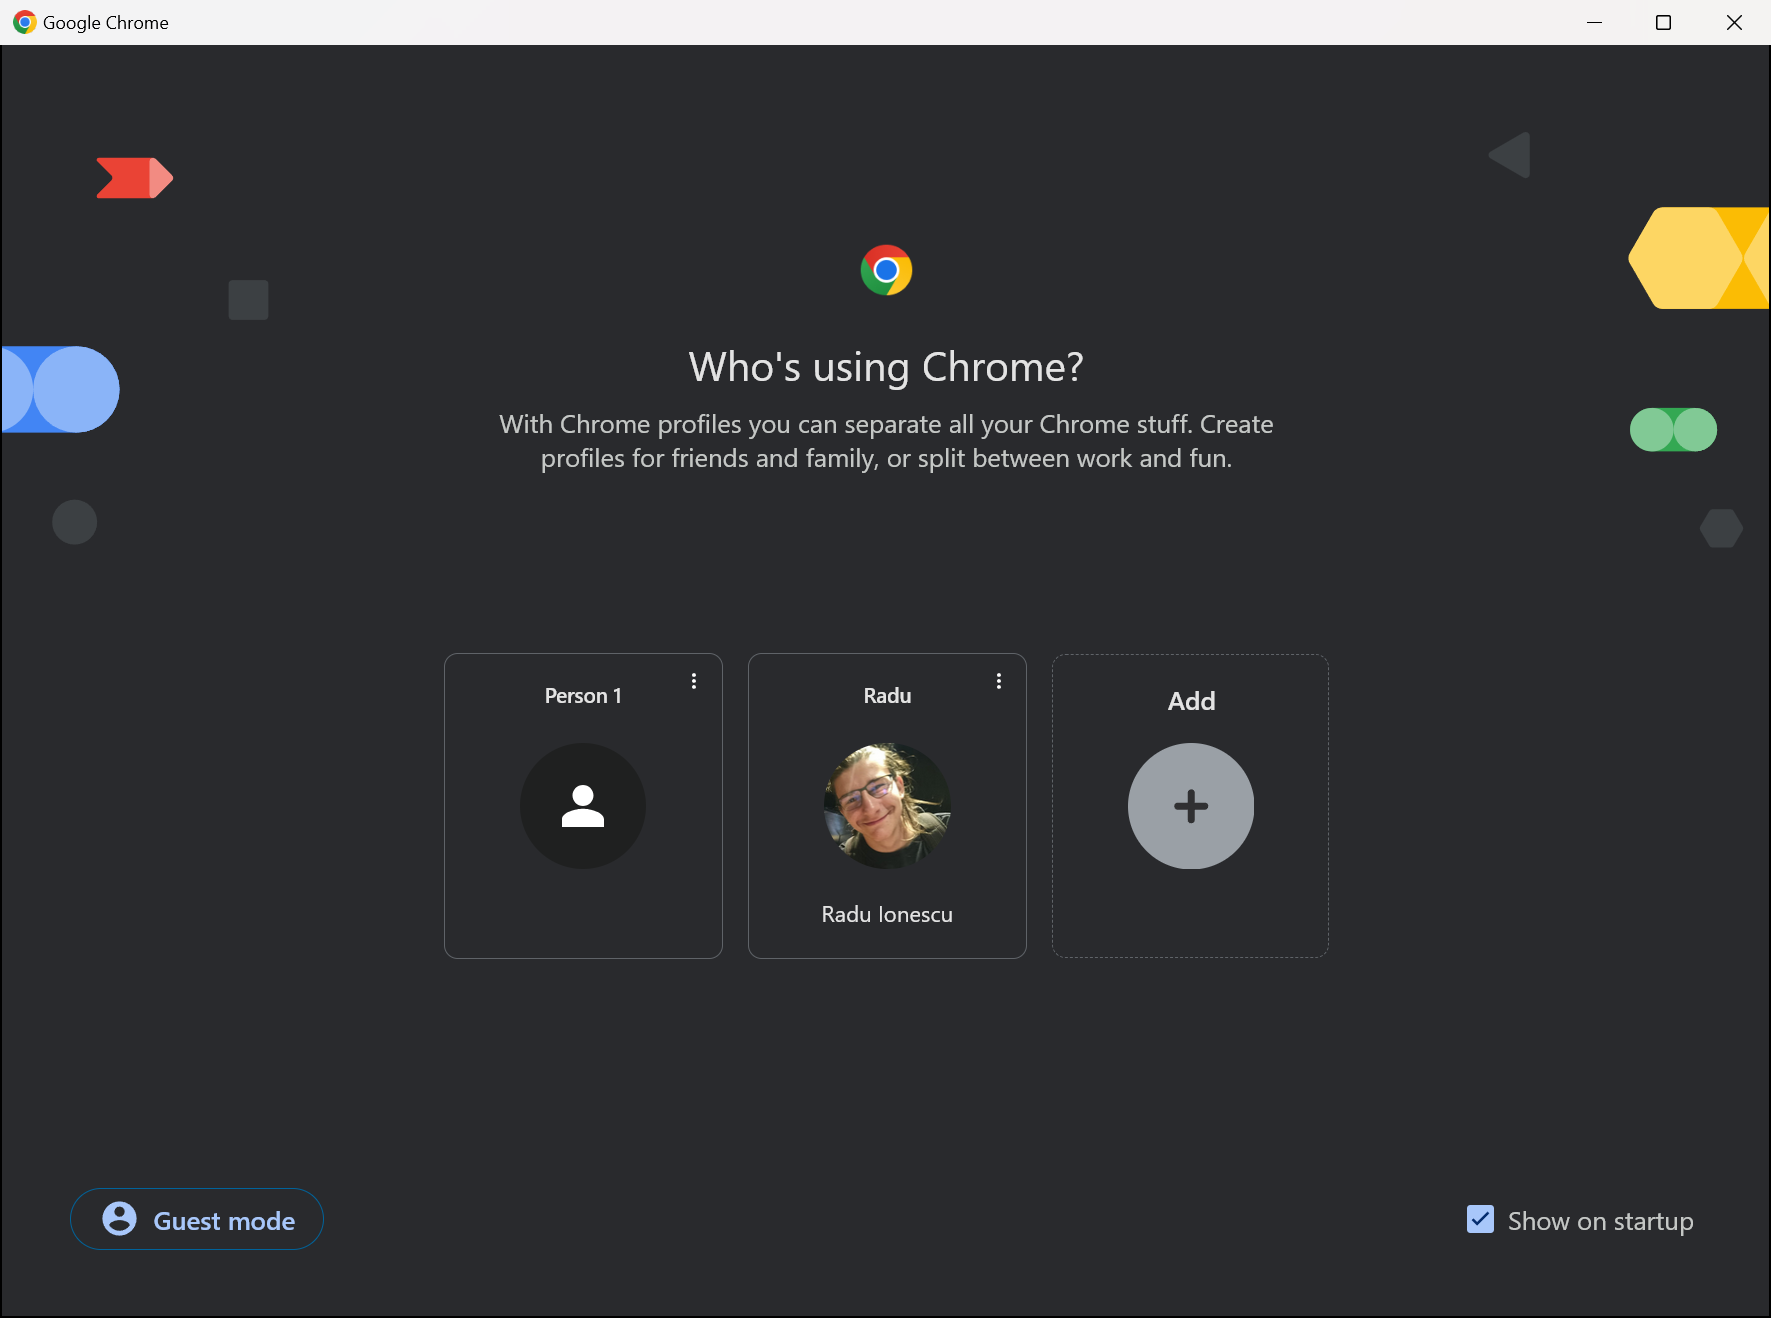 Google Chrome
Who's using Chrome?
With Chrome profiles you can separate all your Chrome stuff. Create
profiles for friends and family, or split between work and fun.
Person 1
Radu
Radu Ionescu
Add
Guest mode
Show on startup